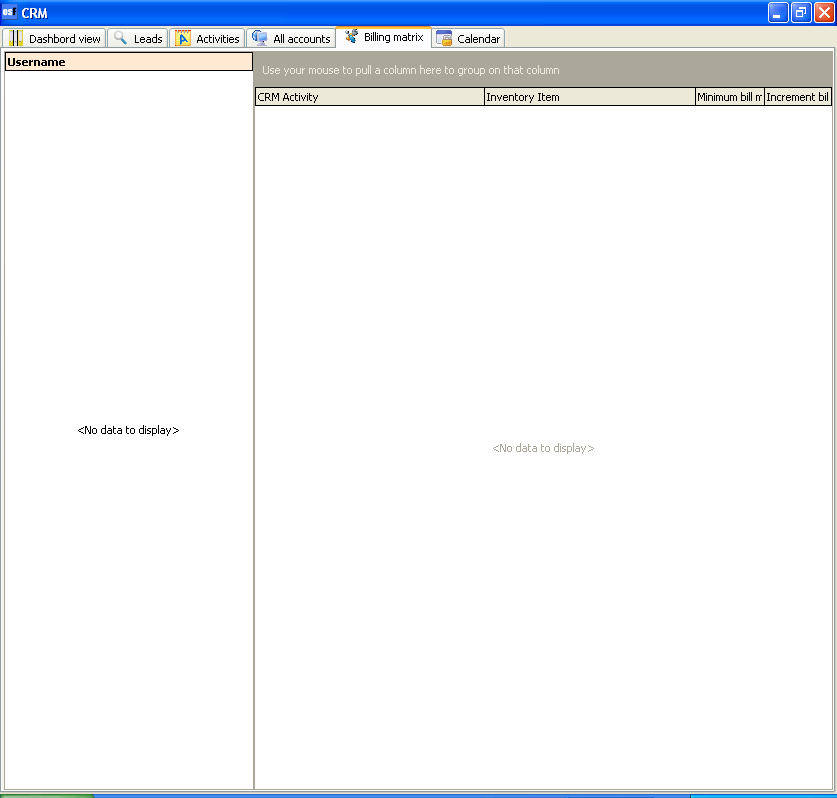 osf CRM
Dashbord view Leads Activities All accounts Billing matrix Calendar
Username
Use your mouse to pull a column here to group on that column
CRM Activity Inventory Item Minimum bill m Increment bil
<No data to display>
<No data to display>